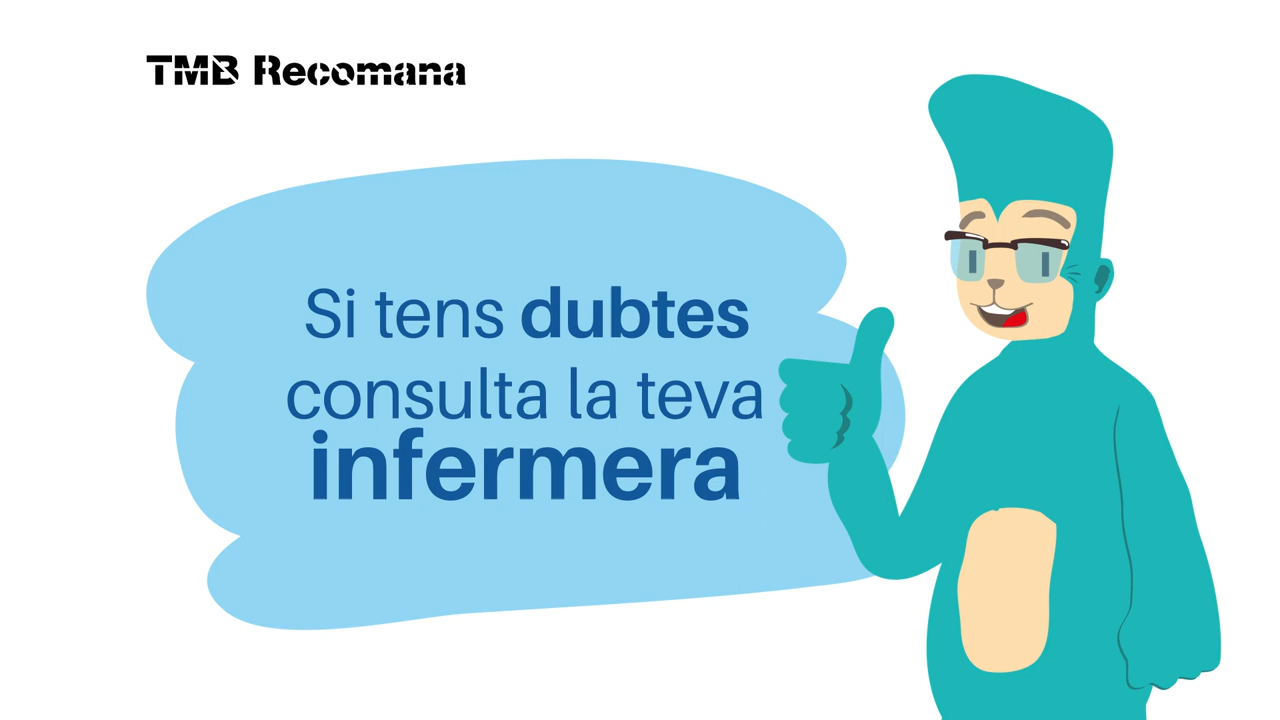 TMB Recomana
Si tens dubtes
consulta la teva
infermera